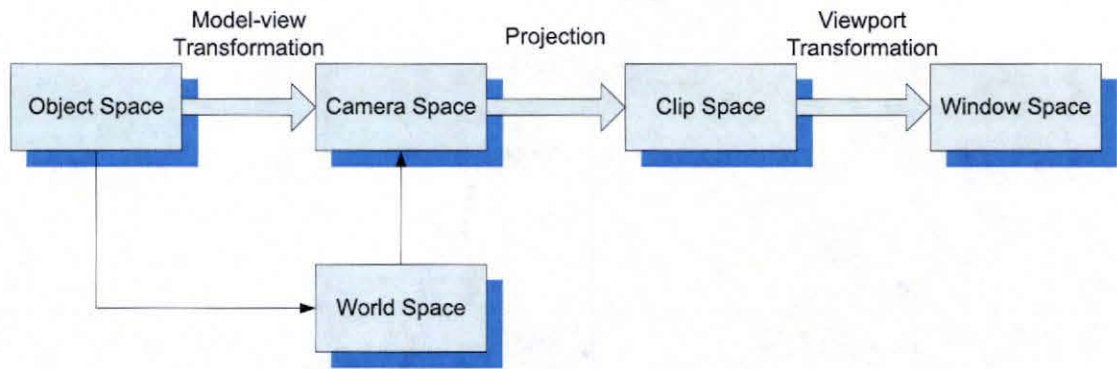 Model-view
Transformation
Projection
Viewport
Transformation
Object Space
Camera Space
Clip Space
Window Space
World Space